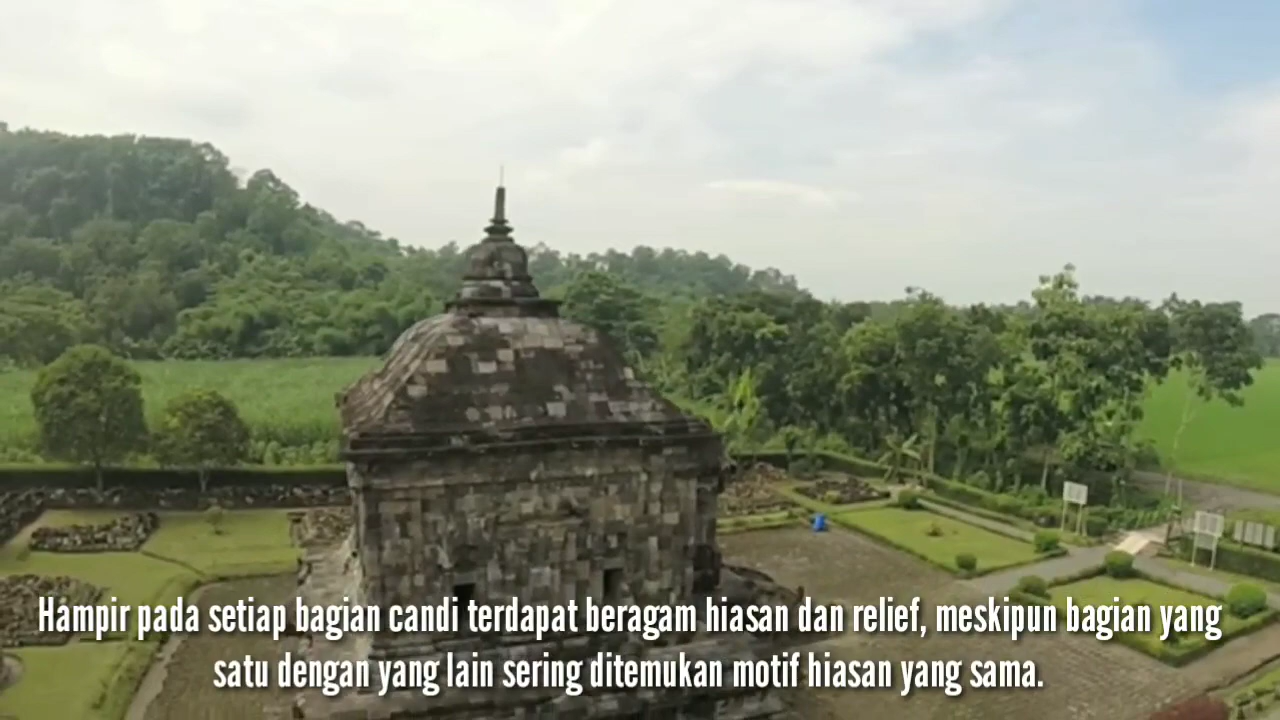 Hampir pada setiap bagian candi terdapat beragam hiasan dan relief, meskipun bagian yang
satu dengan yang lain sering ditemukan motif hiasan yang sama.